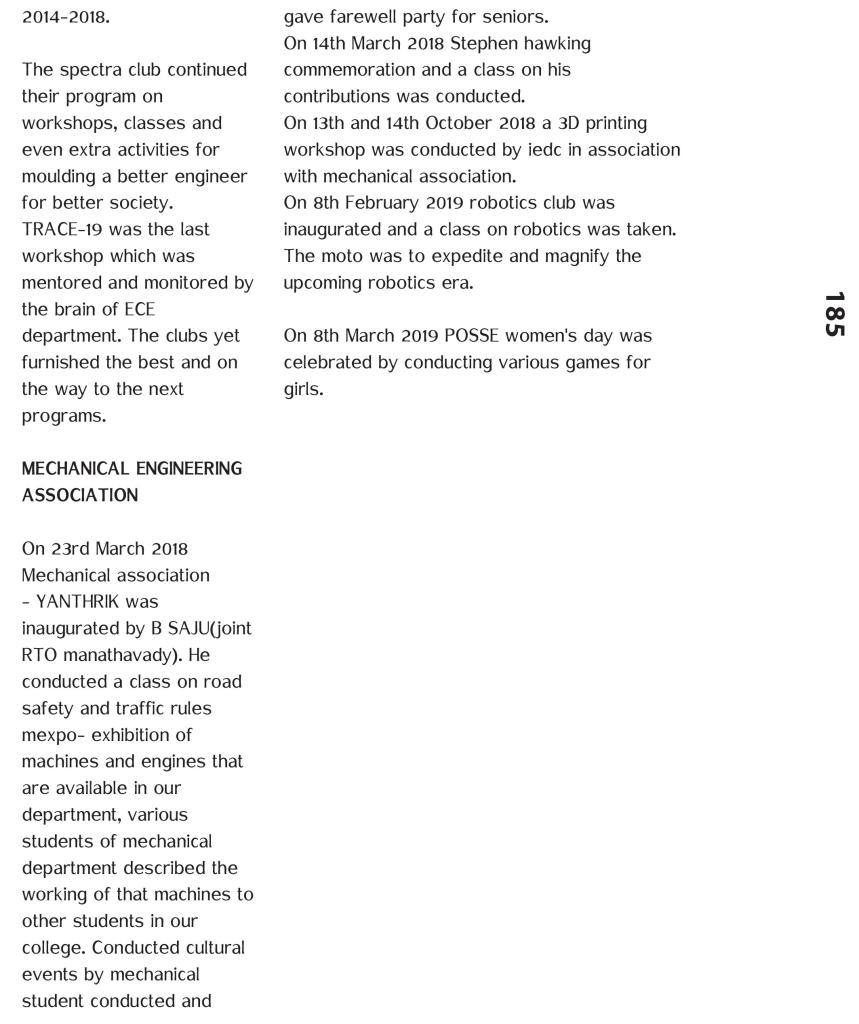 2014-2018.
The spectra club continued
their program on
workshops, classes and
even extra activities for
moulding a better engineer
for better society.
TRACE-19 was the last
workshop which was
mentored and monitored by
the brain of ECE
department. The clubs yet
furnished the best and on
the way to the next
programs.
MECHANICAL ENGINEERING
ASSOCIATION
On 23rd March 2018
Mechanical association
- YANTHRIK was
inaugurated by B SAJU(joint
RTO manathavady). He
conducted a class on road
safety and traffic rules
mexpo- exhibition of
machines and engines that
are available in our
department, various
students of mechanical
department described the
working of that machines to
other students in our
college. Conducted cultural
events by mechanical
student conducted and
gave farewell party for seniors.
On 14th March 2018 Stephen hawking
commemoration and a class on his
contributions was conducted.
On 13th and 14th October 2018 a 3D printing
workshop was conducted by iedc in association
with mechanical association.
On 8th February 2019 robotics club was
inaugurated and a class on robotics was taken.
The moto was to expedite and magnify the
upcoming robotics era.
On 8th March 2019 POSSE women's day was
celebrated by conducting various games for
girls.
185